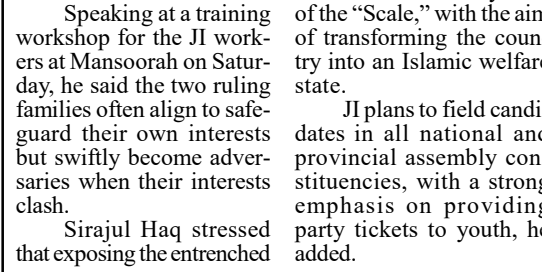 Speaking at a training
workshop for the JI work-
ers at Mansoorah on Satur-
day, he said the two ruling
families often align to safe-
guard their own interests
but swiftly become adver-
saries when their interests
clash.
Sirajul Haq stressed
that exposing the entrenched
of the “Scale,” with the aim
of transforming the coun
try into an Islamic welfare
state.
JI plans to field candi
dates in all national and
provincial assembly con
stituencies, with a strong
emphasis on providing
party tickets to youth, he
added.